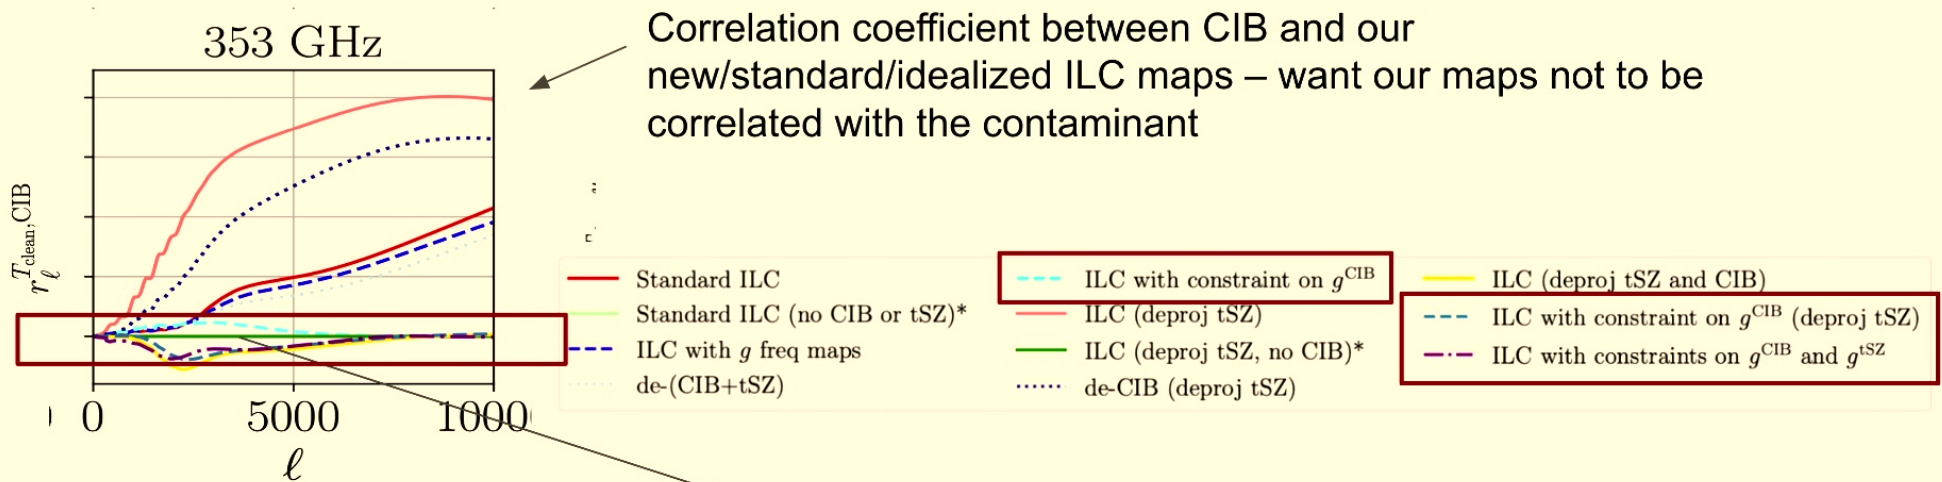 353 GHz
Correlation coefficient between CIB and our
new/standard/idealized ILC maps – want our maps not to be
correlated with the contaminant
r_ℓ^{T_clean,CIB}
0 5000 1000
ℓ
Standard ILC
Standard ILC (no CIB or tSZ)*
ILC with g freq maps
de-(CIB+tSZ)
ILC with constraint on g^CIB
ILC (deproj tSZ)
ILC (deproj tSZ, no CIB)*
de-CIB (deproj tSZ)
ILC (deproj tSZ and CIB)
ILC with constraint on g^CIB (deproj tSZ)
ILC with constraints on g^CIB and g^tSZ